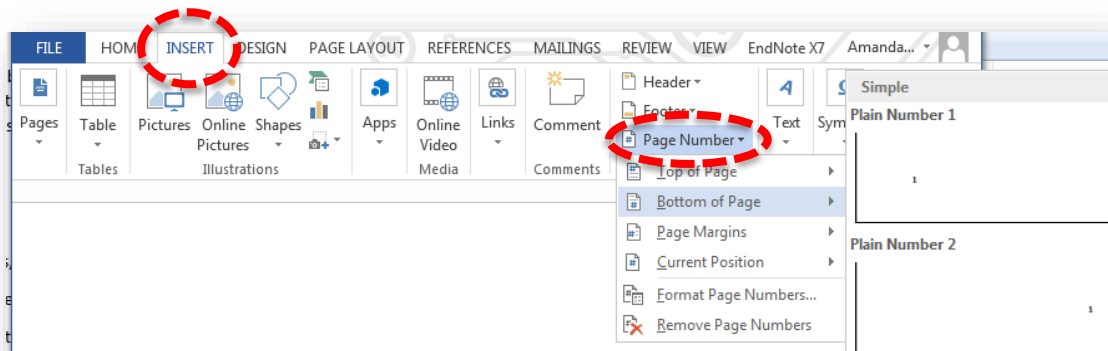 FILE HOM INSERT DESIGN PAGE LAYOUT REFERENCES MAILINGS REVIEW VIEW EndNote X7 Amanda...
Pages
Table
Pictures
Online
Pictures
Shapes
Apps
Online
Video
Links
Comment
Header
Footer
Page Number
Text
Sym
Tables
Illustrations
Media
Comments
Top of Page
Bottom of Page
Page Margins
Current Position
Format Page Numbers...
Remove Page Numbers
Simple
Plain Number 1
1
Plain Number 2
1